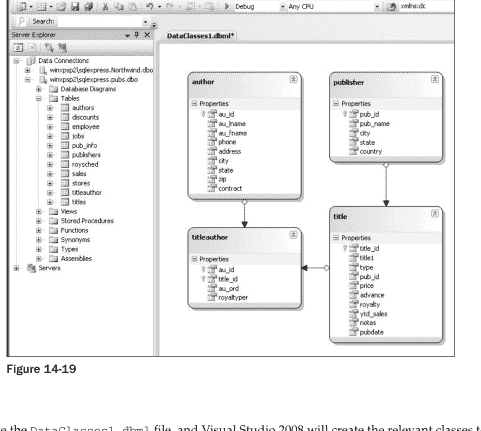 Debug
Any CPU
xmlns:dc
Search:
Server Explorer
DataClasses1.dbml*
Data Connections
winxpsp2\sqlexpress.Northwind.dbo
winxpsp2\sqlexpress.pubs.dbo
Database Diagrams
Tables
authors
discounts
employee
jobs
pub_info
publishers
roysched
sales
stores
titleauthor
titles
Views
Stored Procedures
Functions
Synonyms
Types
Assemblies
Servers
author
Properties
au_id
au_lname
au_fname
phone
address
city
state
zip
contract
publisher
Properties
pub_id
pub_name
city
state
country
titleauthor
Properties
au_id
title_id
au_ord
royaltyper
title
Properties
title_id
title1
type
pub_id
price
advance
royalty
ytd_sales
notes
pubdate
Figure 14-19
the DataClasses1.dbml file, and Visual Studio 2008 will create the relevant classes